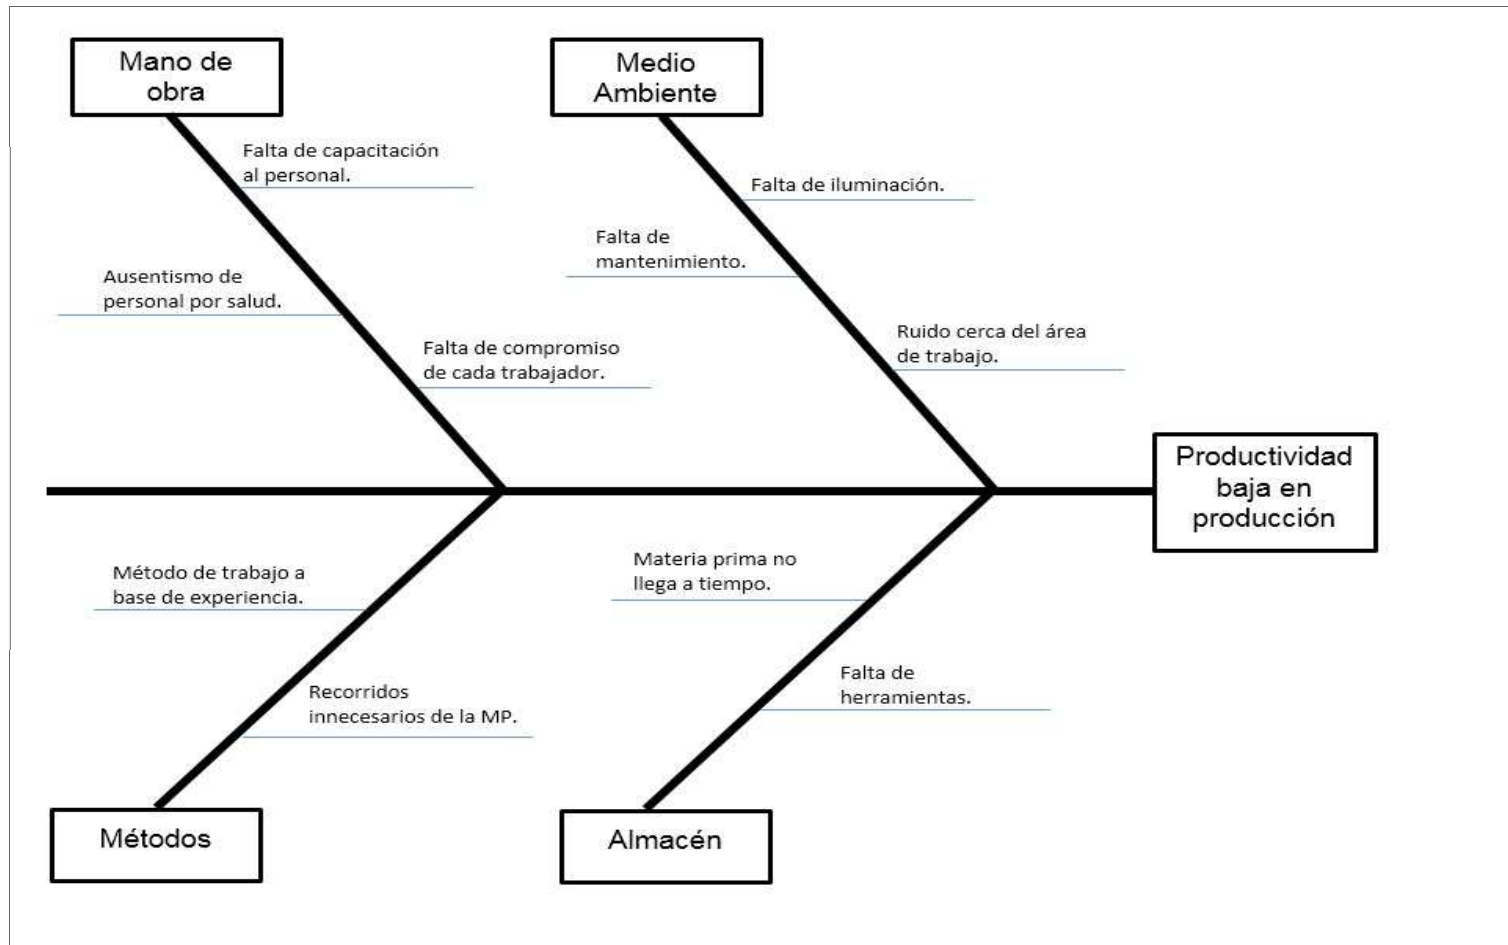 Mano de
obra
Medio
Ambiente
Falta de capacitación
al personal.
Falta de iluminación.
Falta de
mantenimiento.
Ausentismo de
personal por salud.
Ruido cerca del área
de trabajo.
Falta de compromiso
de cada trabajador.
Productividad
baja en
producción
Método de trabajo a
base de experiencia.
Materia prima no
llega a tiempo.
Recorridos
innecesarios de la MP.
Falta de
herramientas.
Métodos
Almacén